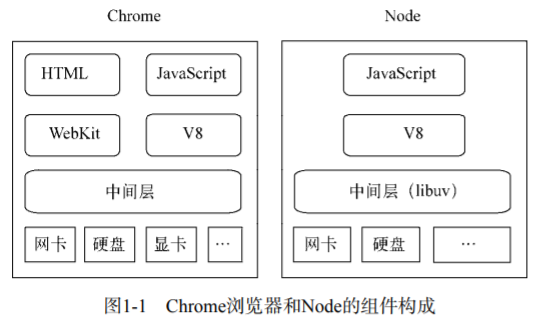 Chrome
Node
HTML
JavaScript
WebKit
V8
中间层
网卡
硬盘
显卡
…
JavaScript
V8
中间层（libuv）
网卡
硬盘
…
图1-1 Chrome浏览器和Node的组件构成